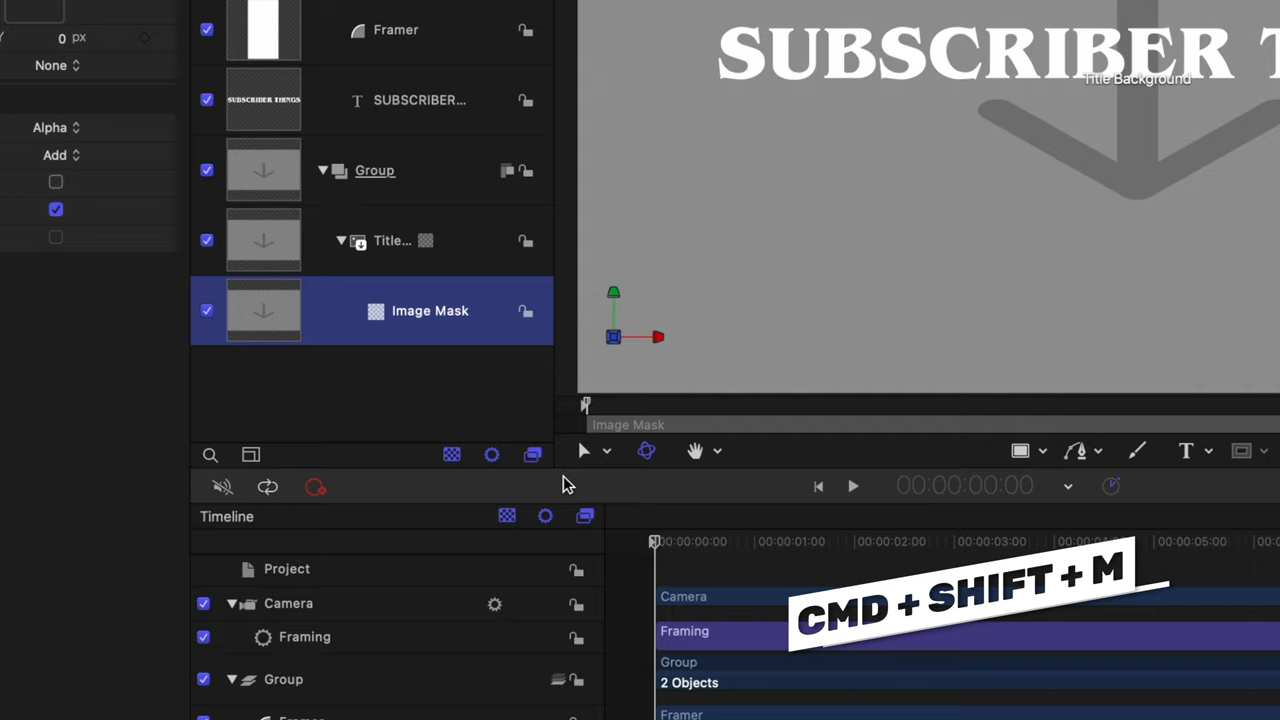 0 px
None
Alpha
Add
Framer
SUBSCRIBER THINGS
SUBSCRIBER...
Group
Title...
Image Mask
SUBSCRIBER T
Title Background
Image Mask
00:00:00:00
Timeline
00:00:00:00
00:00:01:00
00:00:02:00
00:00:03:00
00:00:05:00
Project
Camera
Framing
Group
Camera
Framing
Group
2 Objects
Framer
CMD + SHIFT + M